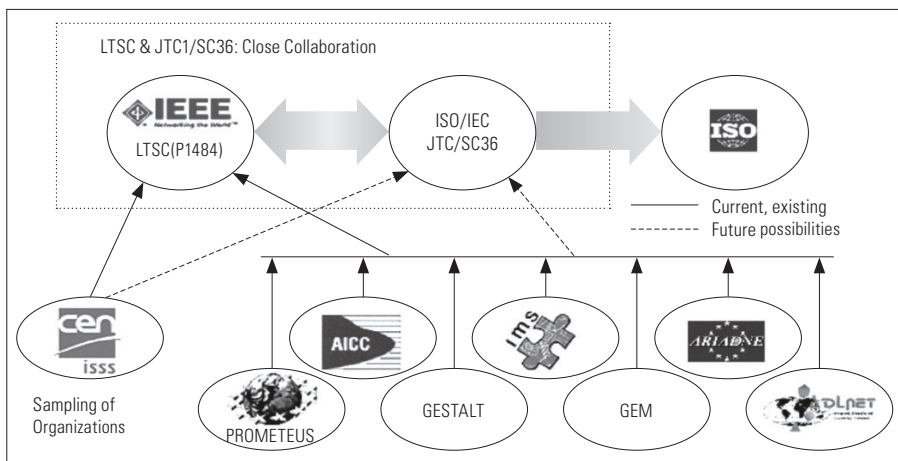 LTSC & JTC1/SC36: Close Collaboration
IEEE
Networking the World™
LTSC(P1484)
ISO/IEC
JTC/SC36
ISO
Current, existing
Future possibilities
cen
isss
AICC
ims
ARIADNE
PROMETEUS
GESTALT
GEM
DLNET
Sampling of
Organizations